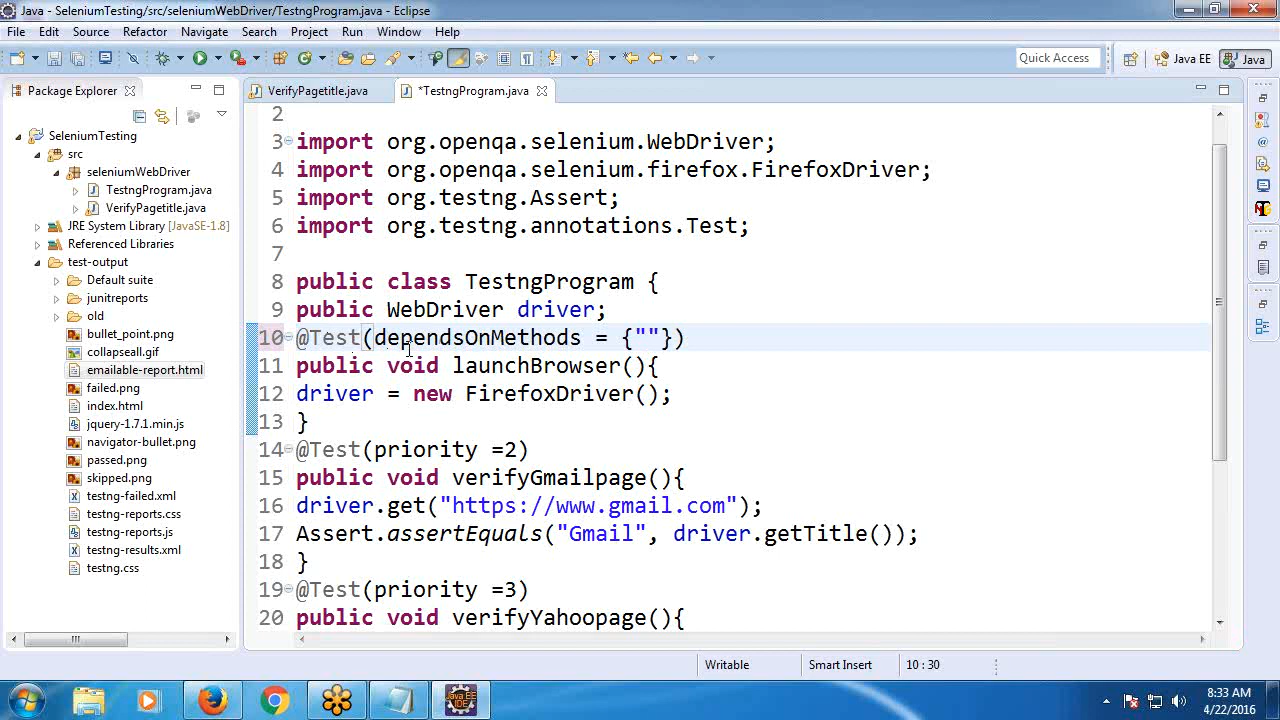 Java - SeleniumTesting/src/seleniumWebDriver/TestngProgram.java - Eclipse
File Edit Source Refactor Navigate Search Project Run Window Help
Quick Access
Java EE
Java
Package Explorer
VerifyPagetitle.java
*TestngProgram.java
SeleniumTesting
src
seleniumWebDriver
TestngProgram.java
VerifyPagetitle.java
JRE System Library [JavaSE-1.8]
Referenced Libraries
test-output
Default suite
junitreports
old
bullet_point.png
collapseall.gif
emailable-report.html
failed.png
index.html
jquery-1.7.1.min.js
navigator-bullet.png
passed.png
skipped.png
testng-failed.xml
testng-reports.css
testng-reports.js
testng-results.xml
testng.css
2
3 import org.openqa.selenium.WebDriver;
4 import org.openqa.selenium.firefox.FirefoxDriver;
5 import org.testng.Assert;
6 import org.testng.annotations.Test;
7
8 public class TestngProgram {
9 public WebDriver driver;
10 @Test(dependsOnMethods = {""})
11 public void launchBrowser(){
12 driver = new FirefoxDriver();
13 }
14 @Test(priority =2)
15 public void verifyGmailpage(){
16 driver.get("https://www.gmail.com");
17 Assert.assertEquals("Gmail", driver.getTitle());
18 }
19 @Test(priority =3)
20 public void verifyYahoopage(){
Writable
Smart Insert
10 : 30
Java EE
IDE
8:33 AM
4/22/2016